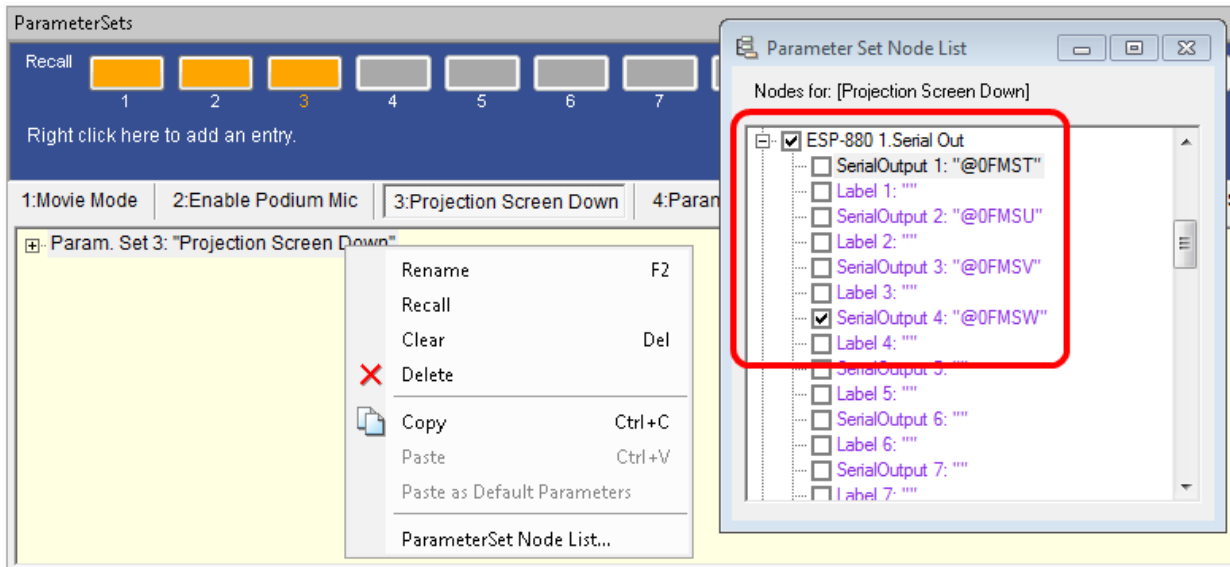 ParameterSets
Recall
1 2 3 4 5 6 7
Right click here to add an entry.
1:Movie Mode 2:Enable Podium Mic 3:Projection Screen Down
Param. Set 3: "Projection Screen Down"
Rename F2
Recall
Clear Del
Delete
Copy Ctrl+C
Paste Ctrl+V
Paste as Default Parameters
ParameterSet Node List...
Parameter Set Node List
Nodes for: [Projection Screen Down]
ESP-880 1.Serial Out
SerialOutput 1: "@0FMST"
Label 1: ""
SerialOutput 2: "@0FMSU"
Label 2: ""
SerialOutput 3: "@0FMSV"
Label 3: ""
SerialOutput 4: "@0FMSW"
Label 4: ""
SerialOutput 5: ""
Label 5: ""
SerialOutput 6: ""
Label 6: ""
SerialOutput 7: ""
Label 7: ""